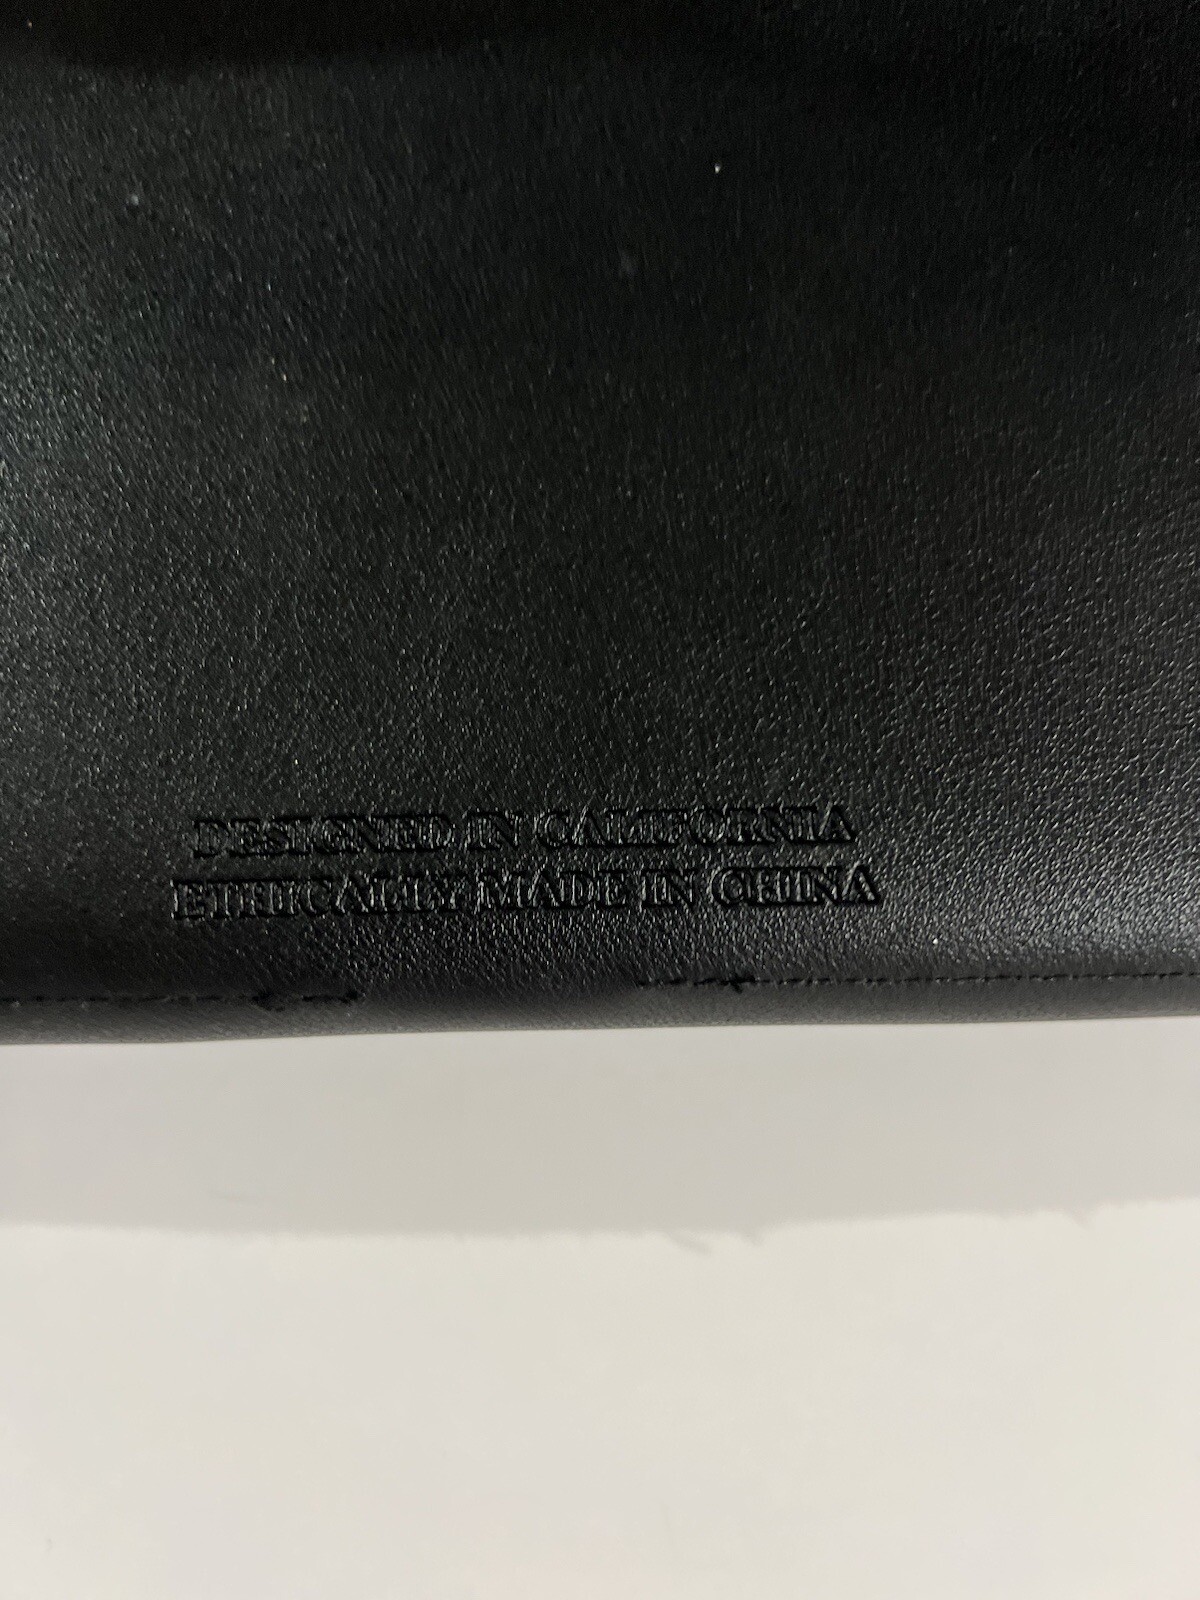 DESIGNED IN CALIFORNIA
ETHICALLY MADE IN CHINA